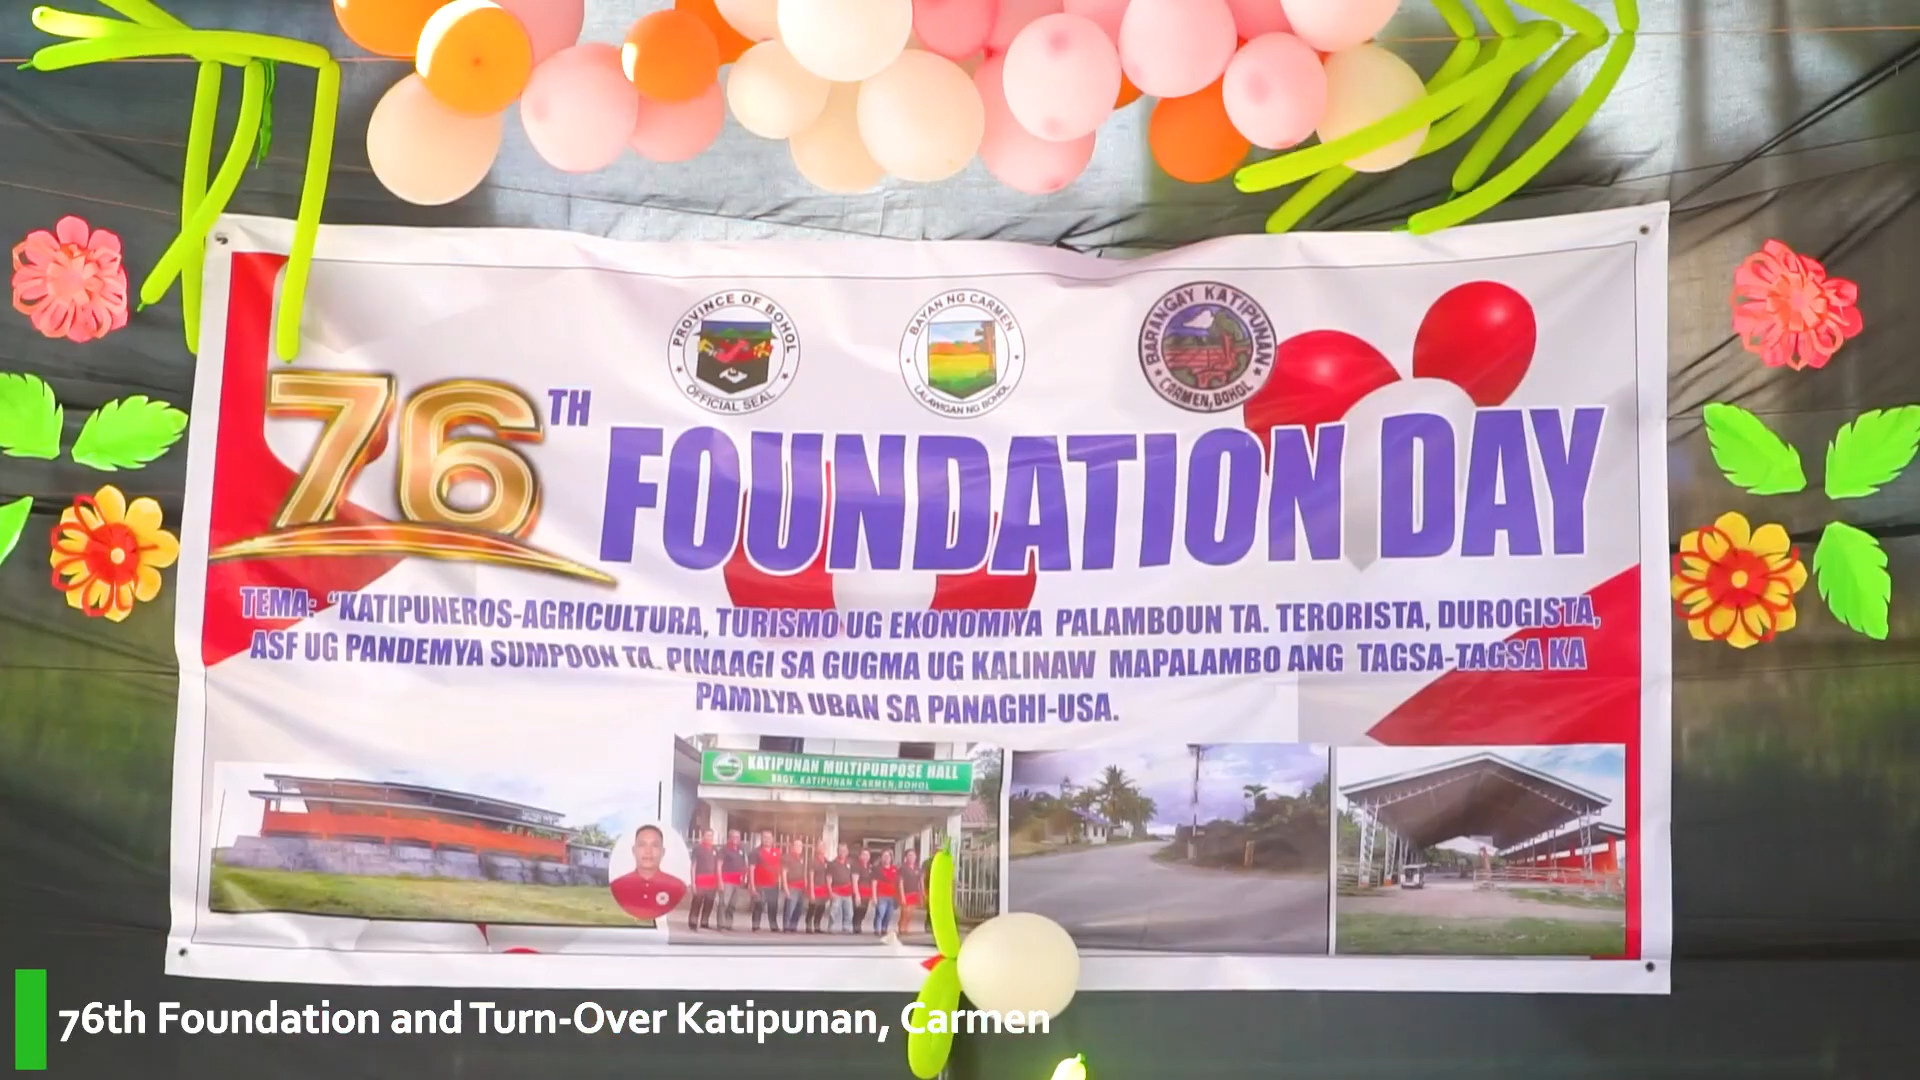 PROVINCE OF BOHOL
OFFICIAL SEAL
BAYAN NG CARMEN
LALAWIGAN NG BOHOL
BARANGAY KATIPUNAN
CARMEN, BOHOL
76TH FOUNDATION DAY
TEMA: "KATIPUNEROS-AGRICULTURA, TURISMO UG EKONOMIYA PALAMBOUN TA. TERORISTA, DUROGISTA,
ASF UG PANDEMYA SUMPOON TA. PINAAGI SA GUGMA UG KALINAW MAPALAMBO ANG TAGSA-TAGSA KA
PAMILYA UBAN SA PANAGHI-USA.
KATIPUNAN MULTIPURPOSE HALL
BRGY. KATIPUNAN CARMEN, BOHOL
76th Foundation and Turn-Over Katipunan, Carmen